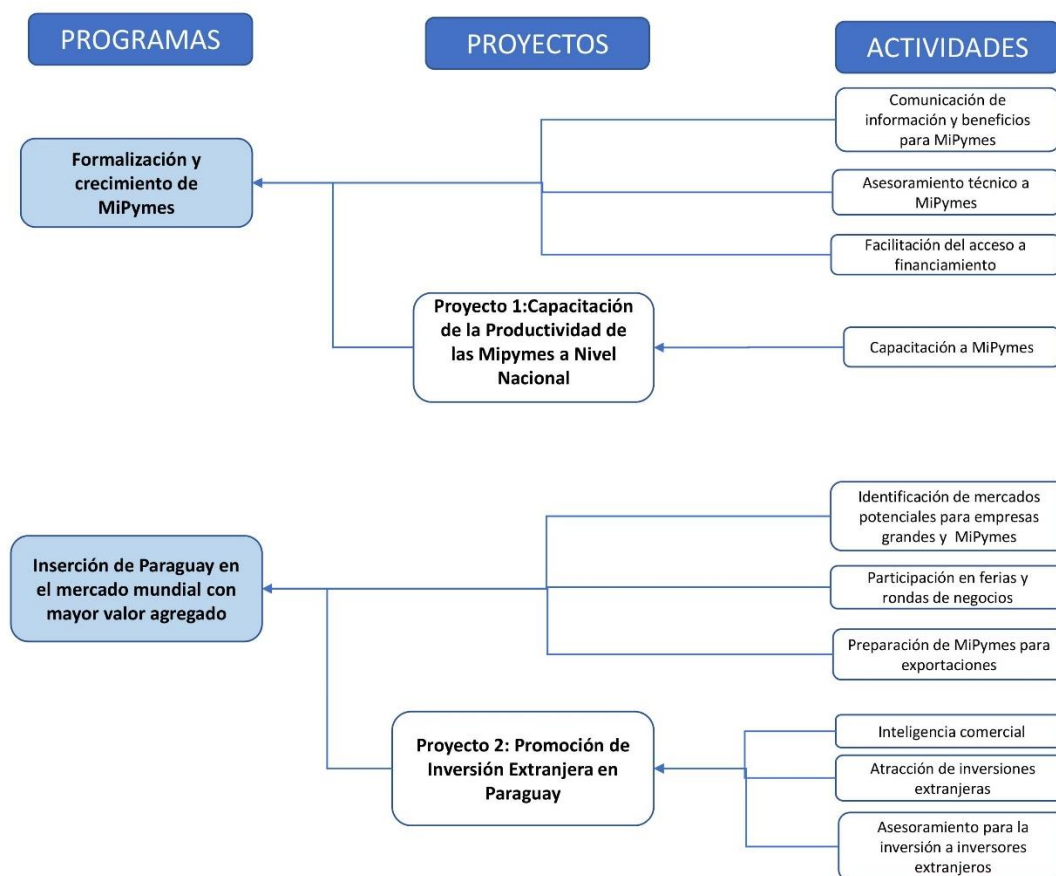 PROGRAMAS
PROYECTOS
ACTIVIDADES
Comunicación de
información y beneficios
para MiPymes
Formalización y
crecimiento de
MiPymes
Asesoramiento técnico a
MiPymes
Facilitación del acceso a
financiamiento
Proyecto 1:Capacitación
de la Productividad de
las Mipymes a Nivel
Nacional
Capacitación a MiPymes
Identificación de mercados
potenciales para empresas
grandes y MiPymes
Inserción de Paraguay en
el mercado mundial con
mayor valor agregado
Participación en ferias y
rondas de negocios
Preparación de MiPymes para
exportaciones
Proyecto 2: Promoción de
Inversión Extranjera en
Paraguay
Inteligencia comercial
Atracción de inversiones
extranjeras
Asesoramiento para la
inversión a inversores
extranjeros